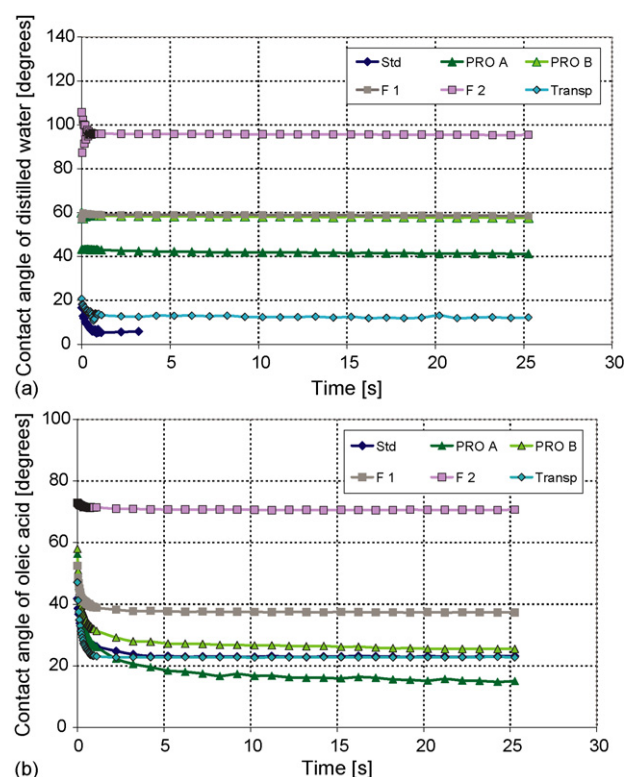 Contact angle of distilled water [degrees]
140
120
100
80
60
40
20
0
Std PRO A PRO B
F 1 F 2 Transp
0 5 10 15 20 25 30
Time [s]
(a)
Contact angle of oleic acid [degrees]
100
80
60
40
20
0
Std PRO A PRO B
F 1 F 2 Transp
0 5 10 15 20 25 30
Time [s]
(b)